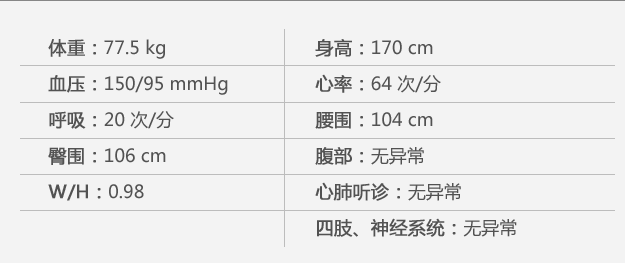 体重：77.5 kg
身高：170 cm
血压：150/95 mmHg
心率：64 次/分
呼吸：20 次/分
腰围：104 cm
臀围：106 cm
腹部：无异常
W/H：0.98
心肺听诊：无异常
四肢、神经系统：无异常